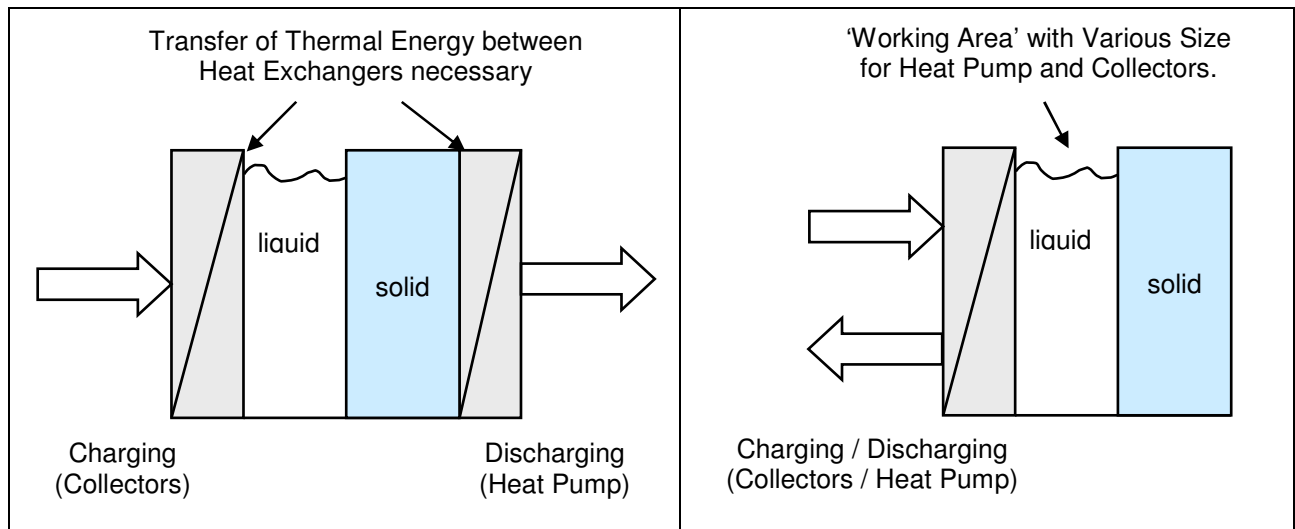 Transfer of Thermal Energy between
Heat Exchangers necessary
liquid
solid
Charging
(Collectors)
Discharging
(Heat Pump)
‘Working Area’ with Various Size
for Heat Pump and Collectors.
liquid
solid
Charging / Discharging
(Collectors / Heat Pump)